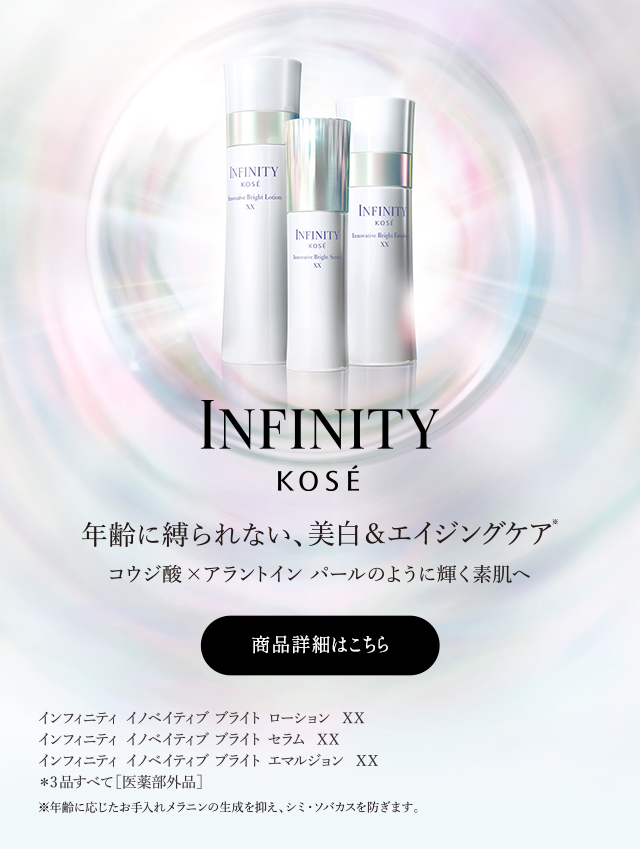 INFINITY
KOSÉ
Innovative Bright Lotion
XX
INFINITY
KOSÉ
Innovative Bright Serum
XX
INFINITY
KOSÉ
Innovative Bright
XX
INFINITY
KOSÉ
年齢に縛られない、美白&エイジングケア※
コウジ酸×アラントイン パールのように輝く素肌へ
商品詳細はこちら
インフィニティ イノベイティブ ブライト ローション XX
インフィニティ イノベイティブ ブライト セラム XX
インフィニティ イノベイティブ ブライト エマルジョン XX
*3品すべて[医薬部外品]
※年齢に応じたお手入れメラニンの生成を抑え、シミ・ソバカスを防ぎます。